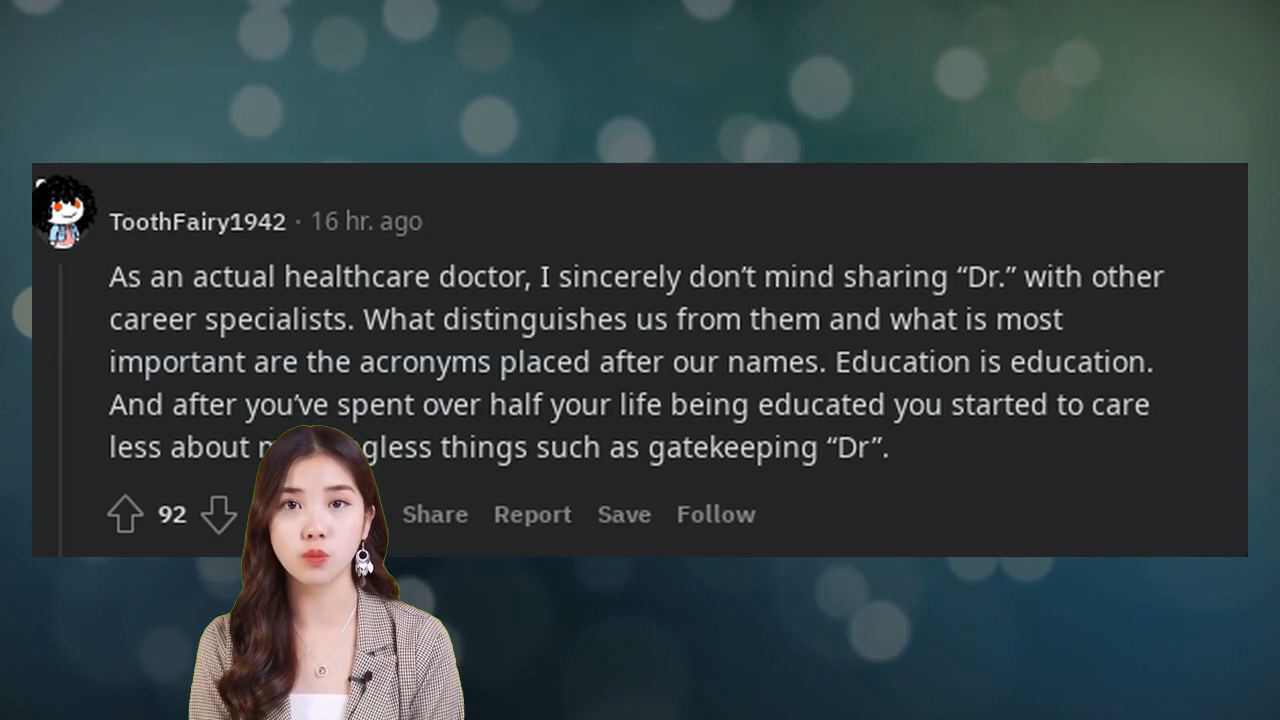 ToothFairy1942 · 16 hr. ago
As an actual healthcare doctor, I sincerely don’t mind sharing “Dr.” with other
career specialists. What distinguishes us from them and what is most
important are the acronyms placed after our names. Education is education.
And after you’ve spent over half your life being educated you started to care
less about things such as gatekeeping “Dr”.
92 Share Report Save Follow